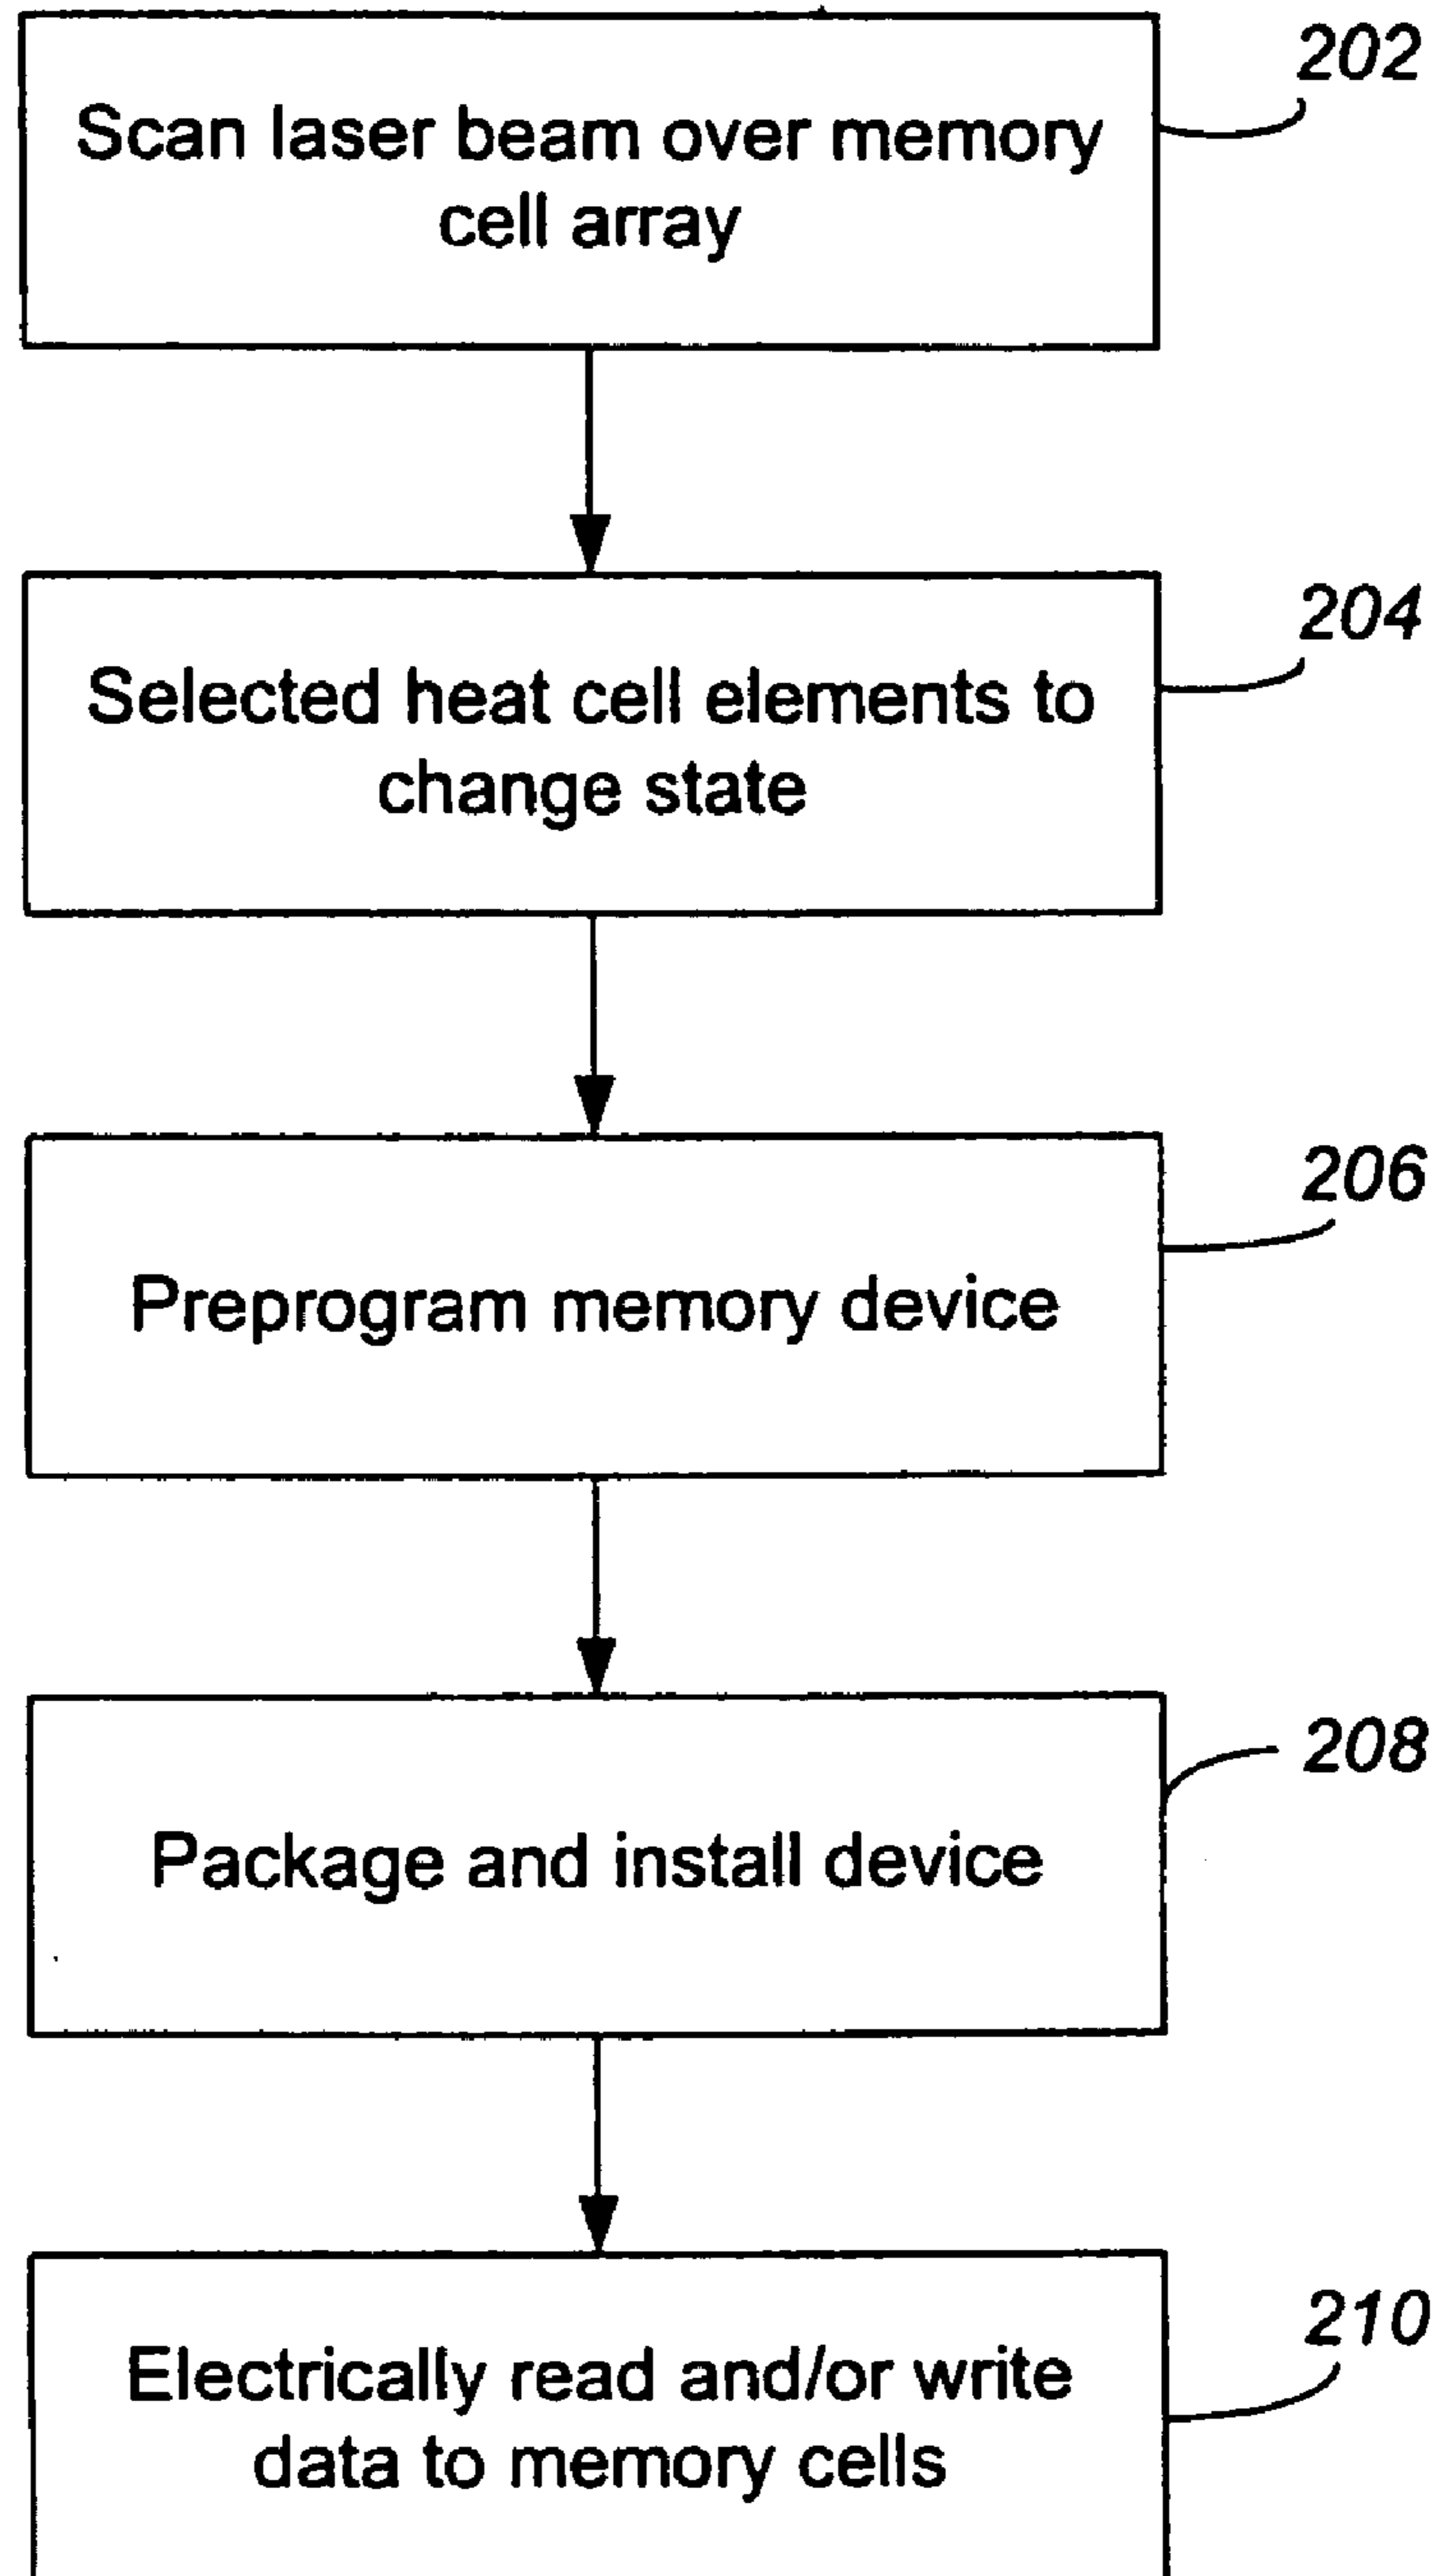 202
Scan laser beam over memory
cell array
204
Selected heat cell elements to
change state
206
Preprogram memory device
208
Package and install device
210
Electrically read and/or write
data to memory cells